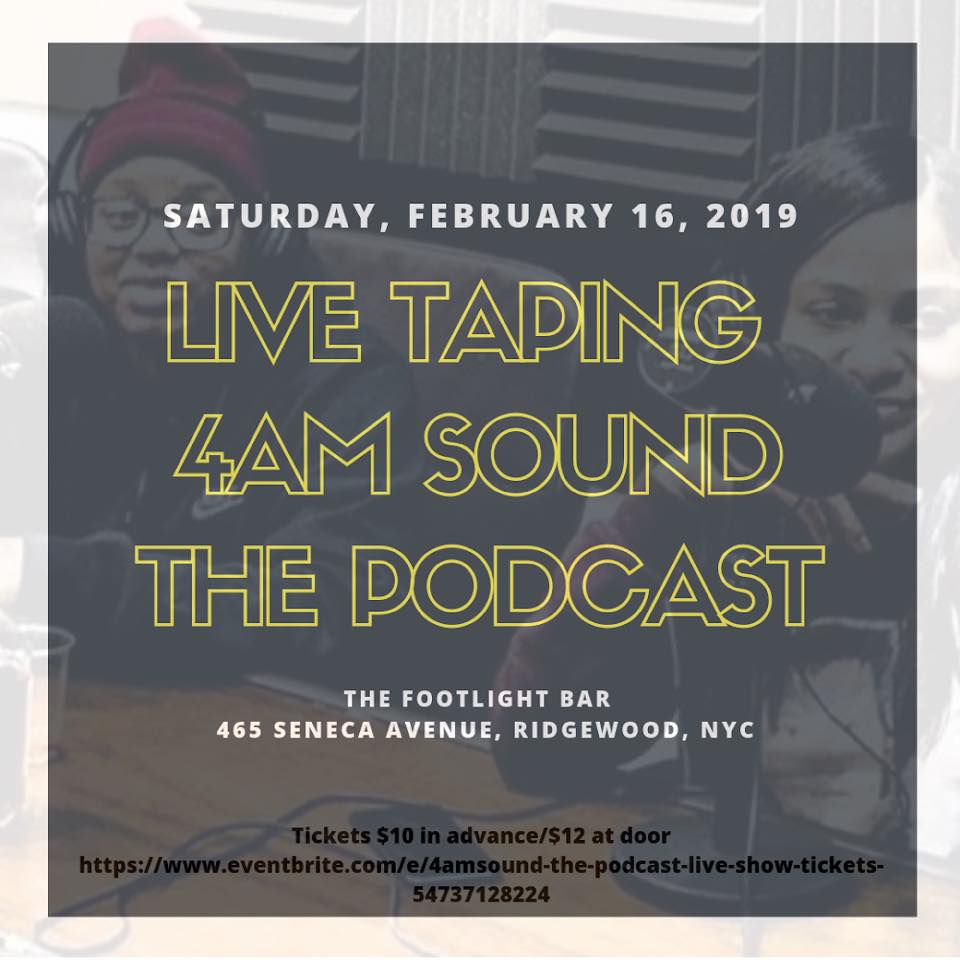 SATURDAY, FEBRUARY 16, 2019
LIVE TAPING
4AM SOUND
THE PODCAST
THE FOOTLIGHT BAR
465 SENECA AVENUE, RIDGEWOOD, NYC
Tickets $10 in advance/$12 at door
https://www.eventbrite.com/e/4amsound-the-podcast-live-show-tickets-
54737128224